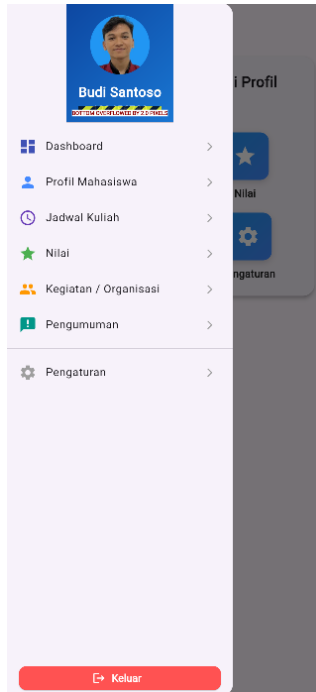 Budi Santoso
BOTTOM OVERFLOWED BY 2.0 PIXELS
Dashboard
Profil Mahasiswa
Jadwal Kuliah
Nilai
Kegiatan / Organisasi
Pengumuman
Pengaturan
Keluar
i Profil
Nilai
ngaturan